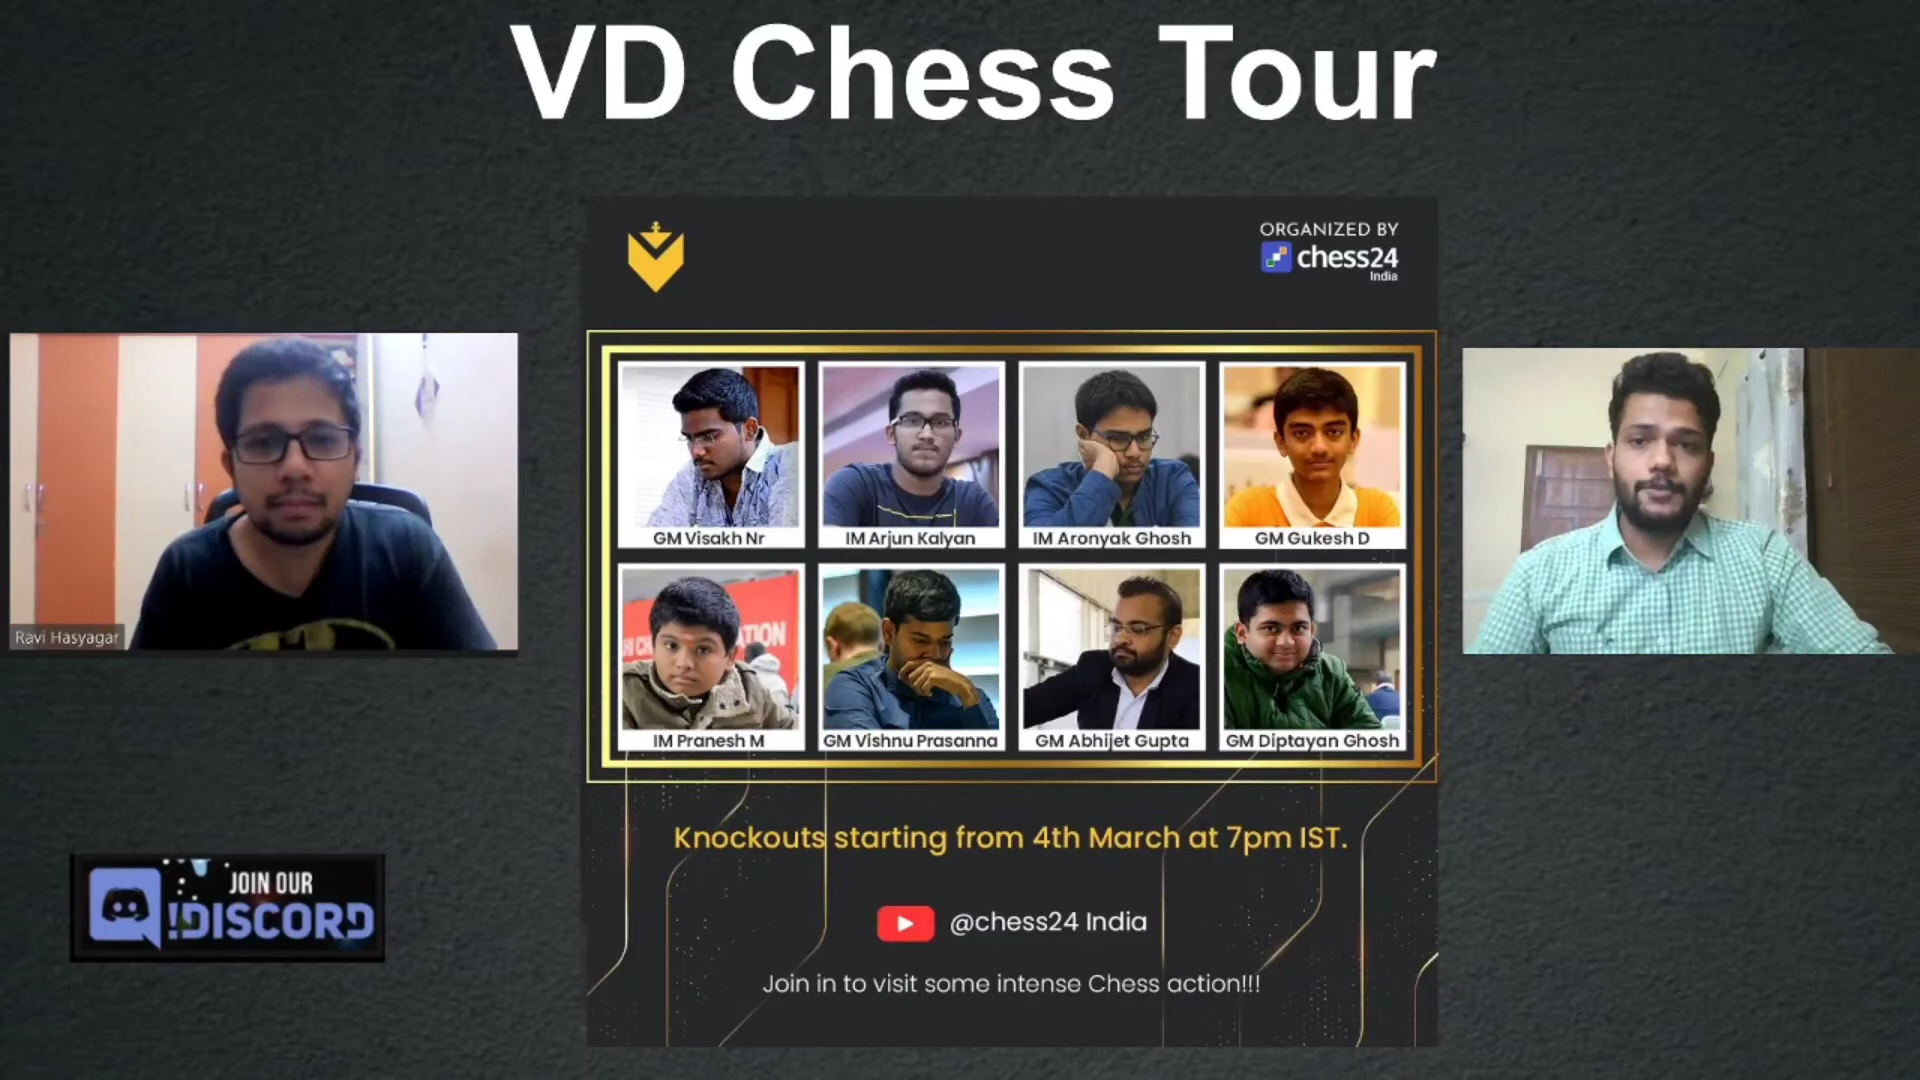 VD Chess Tour
ORGANIZED BY
chess24
India
GM Visakh Nr
IM Arjun Kalyan
IM Aronyak Ghosh
GM Gukesh D
Ravi Hasyagar
IM Pranesh M
GM Vishnu Prasanna
GM Abhijet Gupta
GM Diptayan Ghosh
Knockouts starting from 4th March at 7pm IST.
JOIN OUR
!DISCORD
@chess24 India
Join in to visit some intense Chess action!!!